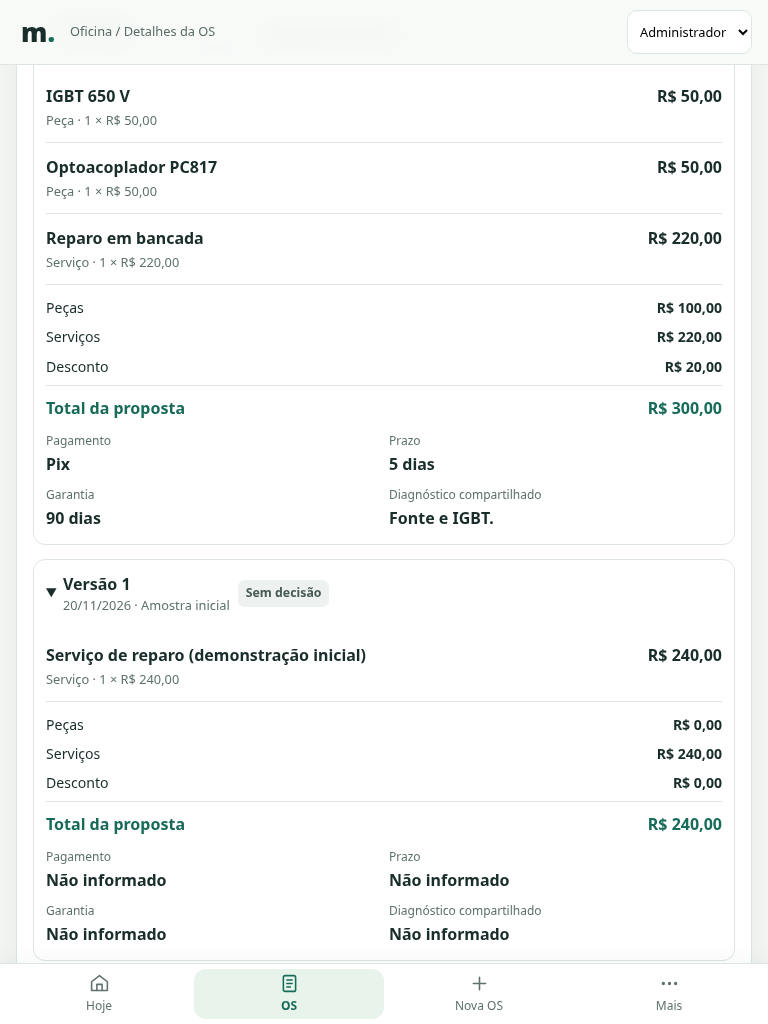 m. Oficina / Detalhes da OS Administrador
IGBT 650 V R$ 50,00
Peça · 1 × R$ 50,00
Optoacoplador PC817 R$ 50,00
Peça · 1 × R$ 50,00
Reparo em bancada R$ 220,00
Serviço · 1 × R$ 220,00
Peças R$ 100,00
Serviços R$ 220,00
Desconto R$ 20,00
Total da proposta R$ 300,00
Pagamento Prazo
Pix 5 dias
Garantia Diagnóstico compartilhado
90 dias Fonte e IGBT.
Versão 1
20/11/2026 · Amostra inicial Sem decisão
Serviço de reparo (demonstração inicial) R$ 240,00
Serviço · 1 × R$ 240,00
Peças R$ 0,00
Serviços R$ 240,00
Desconto R$ 0,00
Total da proposta R$ 240,00
Pagamento Prazo
Não informado Não informado
Garantia Diagnóstico compartilhado
Não informado Não informado
Hoje OS Nova OS Mais